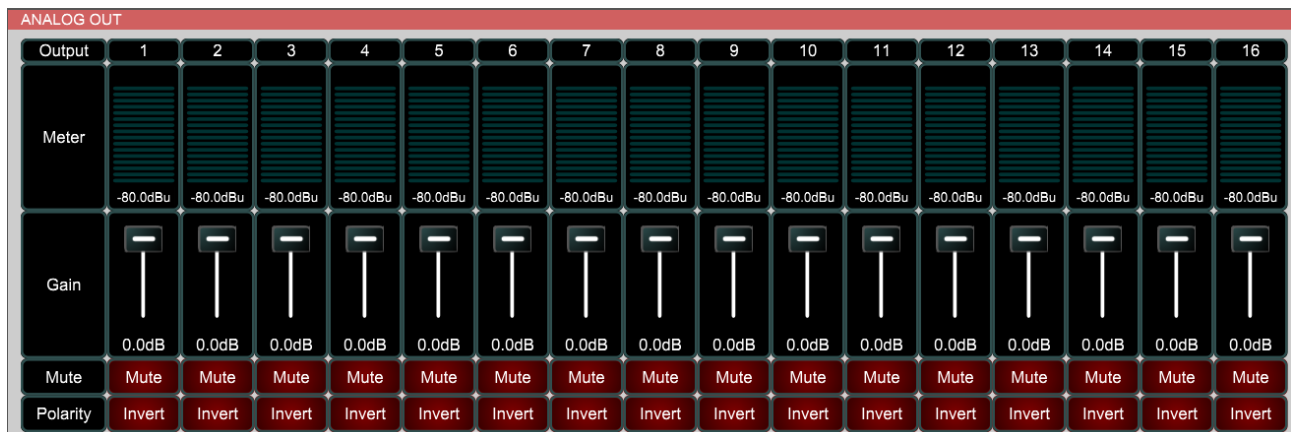 ANALOG OUT
Output 1 2 3 4 5 6 7 8 9 10 11 12 13 14 15 16
Meter
-80.0dBu -80.0dBu -80.0dBu -80.0dBu -80.0dBu -80.0dBu -80.0dBu -80.0dBu -80.0dBu -80.0dBu -80.0dBu -80.0dBu -80.0dBu -80.0dBu -80.0dBu -80.0dBu
Gain
0.0dB 0.0dB 0.0dB 0.0dB 0.0dB 0.0dB 0.0dB 0.0dB 0.0dB 0.0dB 0.0dB 0.0dB 0.0dB 0.0dB 0.0dB 0.0dB
Mute Mute Mute Mute Mute Mute Mute Mute Mute Mute Mute Mute Mute Mute Mute Mute Mute
Polarity Invert Invert Invert Invert Invert Invert Invert Invert Invert Invert Invert Invert Invert Invert Invert Invert